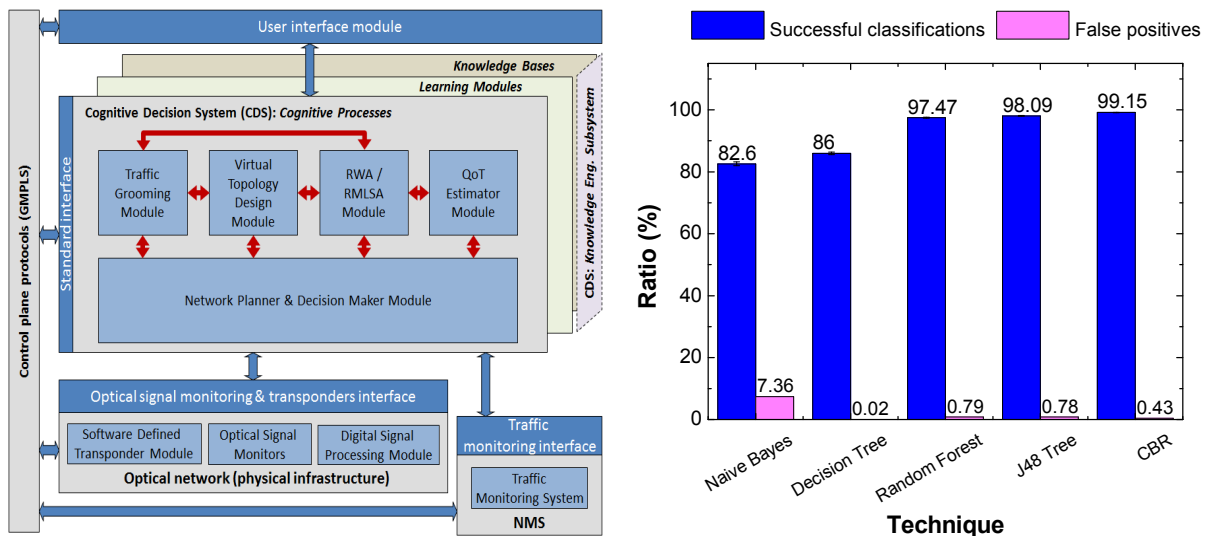 User interface module
Knowledge Bases
Learning Modules
Cognitive Decision System (CDS): Cognitive Processes
Traffic
Grooming
Module
Virtual
Topology
Design
Module
RWA /
RMLSA
Module
QoT
Estimator
Module
Network Planner & Decision Maker Module
Standard interface
CDS: Knowledge Eng. Subsystem
Control plane protocols (GMPLS)
Optical signal monitoring & transponders interface
Software Defined
Transponder Module
Optical Signal
Monitors
Digital Signal
Processing Module
Optical network (physical infrastructure)
Traffic
monitoring interface
Traffic
Monitoring System
NMS
Successful classifications
False positives
Ratio (%)
100
80
60
40
20
0
82.6
86
97.47
98.09
99.15
7.36
0.02
0.79
0.78
0.43
Naive Bayes
Decision Tree
Random Forest
J48 Tree
CBR
Technique